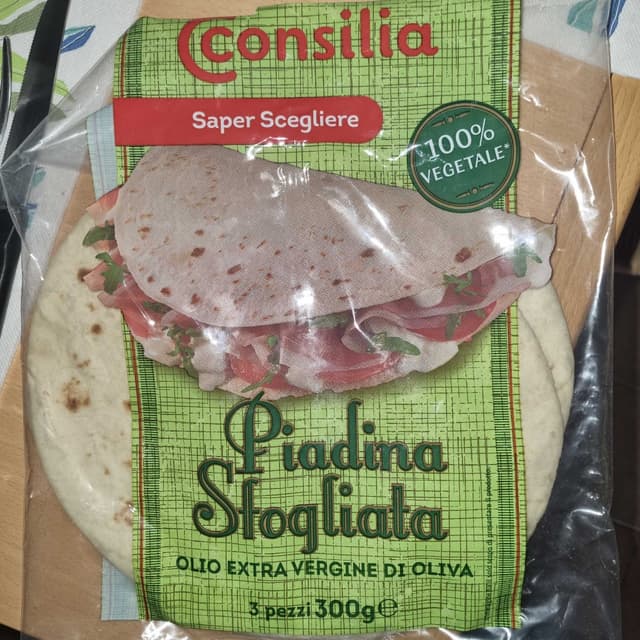 consilia
Saper Scegliere
100%
VEGETALE*
Piadina
Sfogliata
OLIO EXTRA VERGINE DI OLIVA
3 pezzi 300g℮